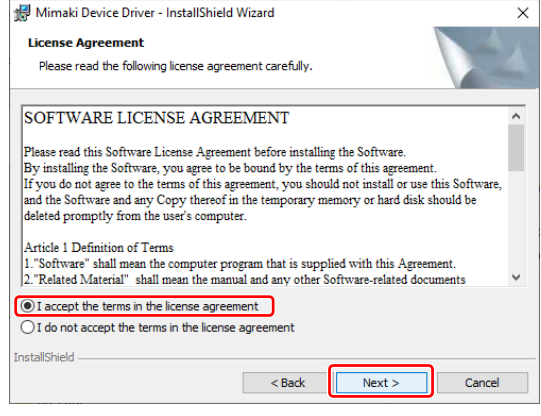 Mimaki Device Driver - InstallShield Wizard
License Agreement
Please read the following license agreement carefully.
SOFTWARE LICENSE AGREEMENT
Please read this Software License Agreement before installing the Software.
By installing the Software, you agree to be bound by the terms of this agreement.
If you do not agree to the terms of this agreement, you should not install or use this Software,
and the Software and any Copy thereof in the temporary memory or hard disk should be
deleted promptly from the user's computer.
Article 1 Definition of Terms
1."Software" shall mean the computer program that is supplied with this Agreement.
2."Related Material" shall mean the manual and any other Software-related documents
I accept the terms in the license agreement
I do not accept the terms in the license agreement
InstallShield
< Back Next > Cancel